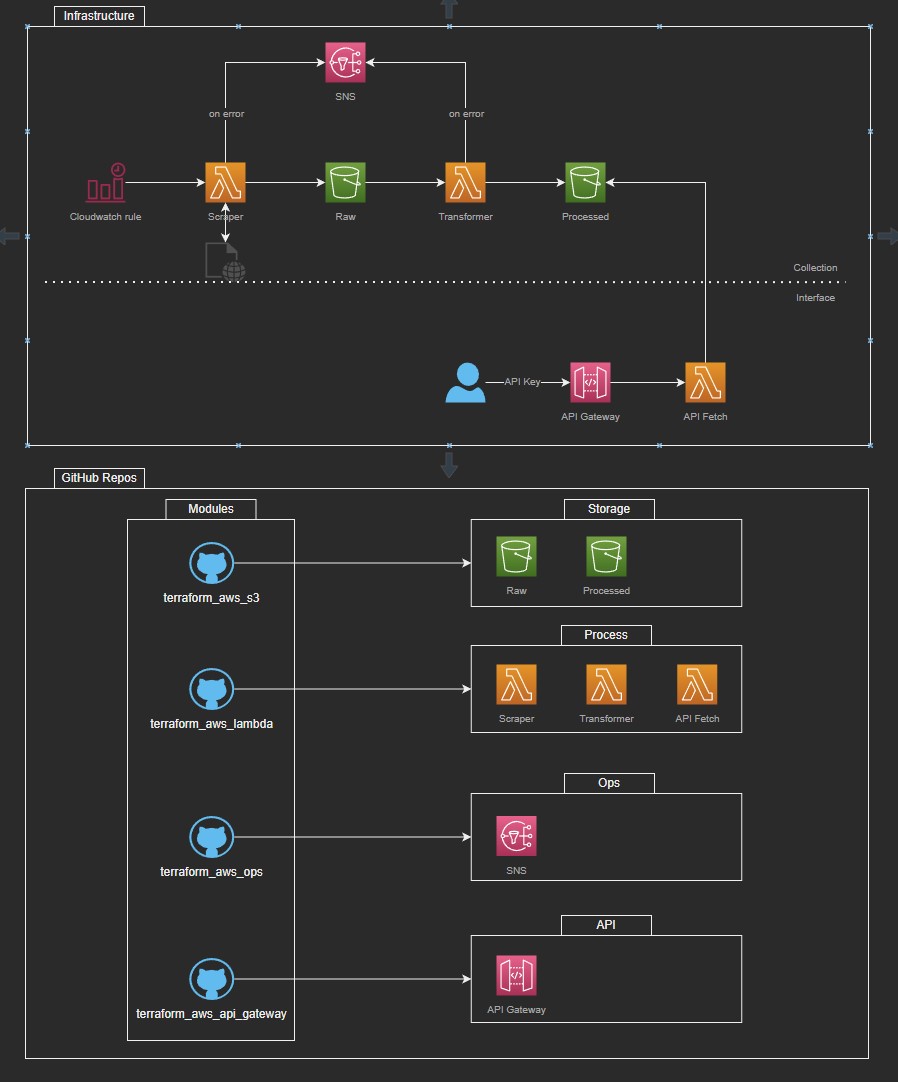 Infrastructure
SNS
on error
on error
Cloudwatch rule
Scraper
Raw
Transformer
Processed
Collection
Interface
API Key
API Gateway
API Fetch
GitHub Repos
Modules
terraform_aws_s3
terraform_aws_lambda
terraform_aws_ops
terraform_aws_api_gateway
Storage
Raw
Processed
Process
Scraper
Transformer
API Fetch
Ops
SNS
API
API Gateway